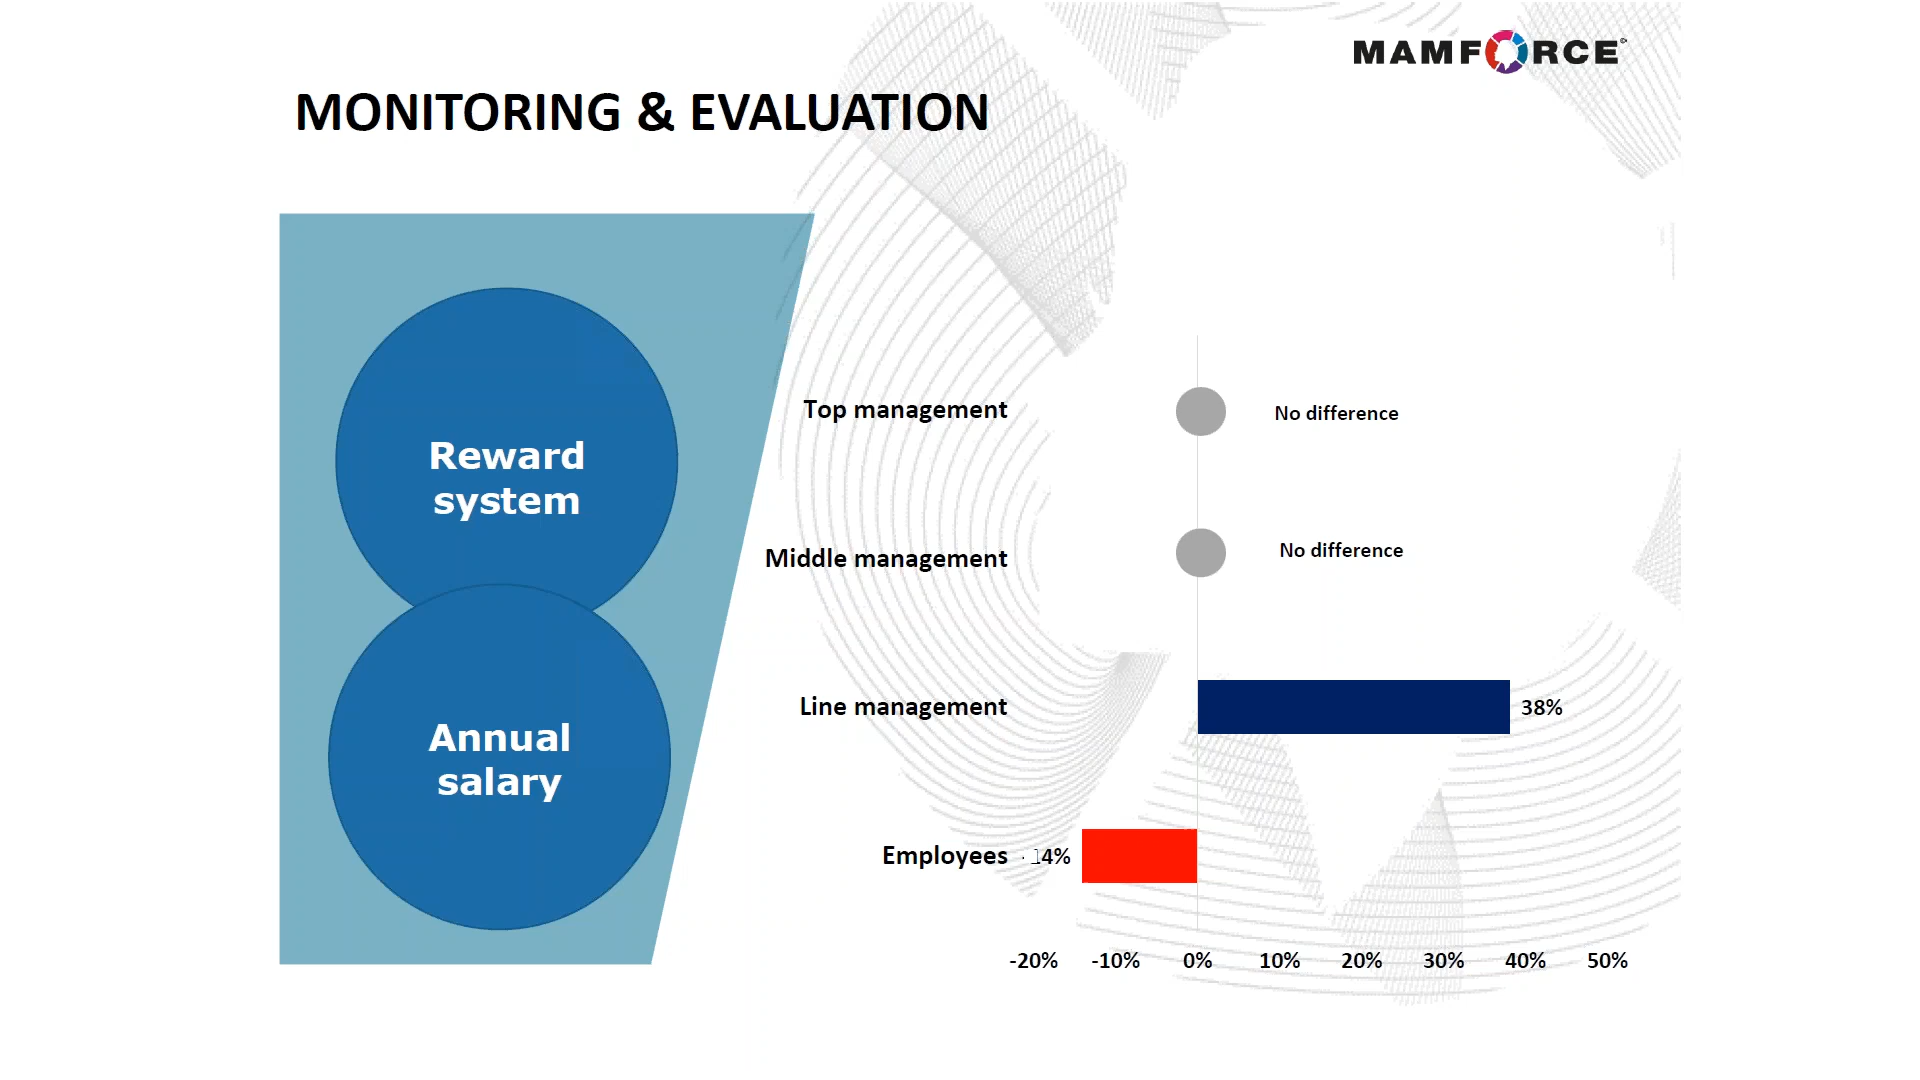 MAMFORCE©
MONITORING & EVALUATION
Reward
system
Annual
salary
Top management
No difference
Middle management
No difference
Line management
38%
Employees
-14%
-20% -10% 0% 10% 20% 30% 40% 50%